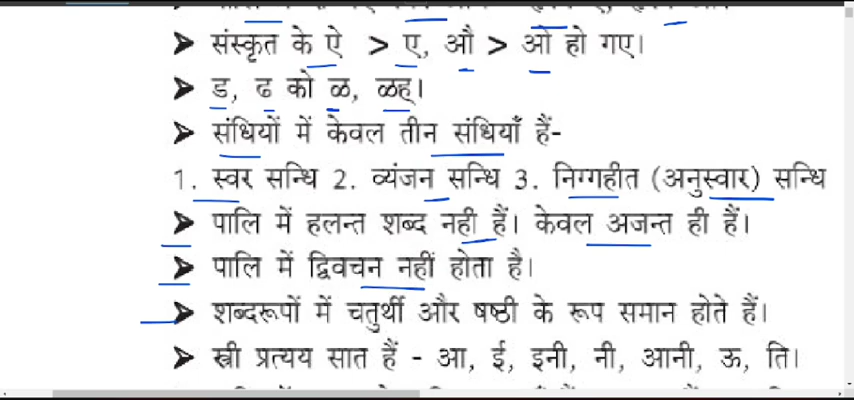 ➤ संस्कृत के ऐ > ए, औ > ओ हो गए।
➤ ड, ढ को ळ, ळह्।
➤ संधियों में केवल तीन संधियाँ हैं-
1. स्वर सन्धि 2. व्यंजन सन्धि 3. निग्गहीत (अनुस्वार) सन्धि
➤ पालि में हलन्त शब्द नही हैं। केवल अजन्त ही हैं।
➤ पालि में द्विवचन नहीं होता है।
➤ शब्दरूपों में चतुर्थी और षष्ठी के रूप समान होते हैं।
➤ स्त्री प्रत्यय सात हैं - आ, ई, इनी, नी, आनी, ऊ, ति।